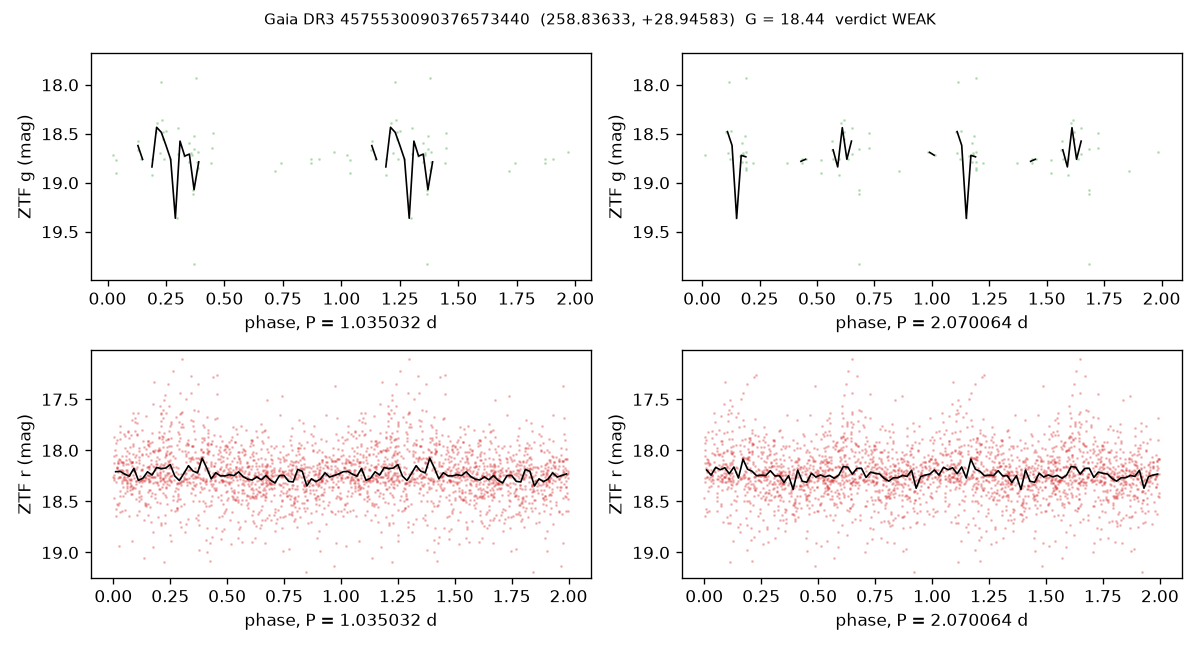 Gaia DR3 4575530090376573440 (258.83633, +28.94583) G = 18.44 verdict WEAK
ZTF g (mag)
18.0
18.5
19.0
19.5
0.00 0.25 0.50 0.75 1.00 1.25 1.50 1.75 2.00
phase, P = 1.035032 d
ZTF g (mag)
18.0
18.5
19.0
19.5
0.00 0.25 0.50 0.75 1.00 1.25 1.50 1.75 2.00
phase, P = 2.070064 d
ZTF r (mag)
17.5
18.0
18.5
19.0
0.00 0.25 0.50 0.75 1.00 1.25 1.50 1.75 2.00
phase, P = 1.035032 d
ZTF r (mag)
17.5
18.0
18.5
19.0
0.00 0.25 0.50 0.75 1.00 1.25 1.50 1.75 2.00
phase, P = 2.070064 d